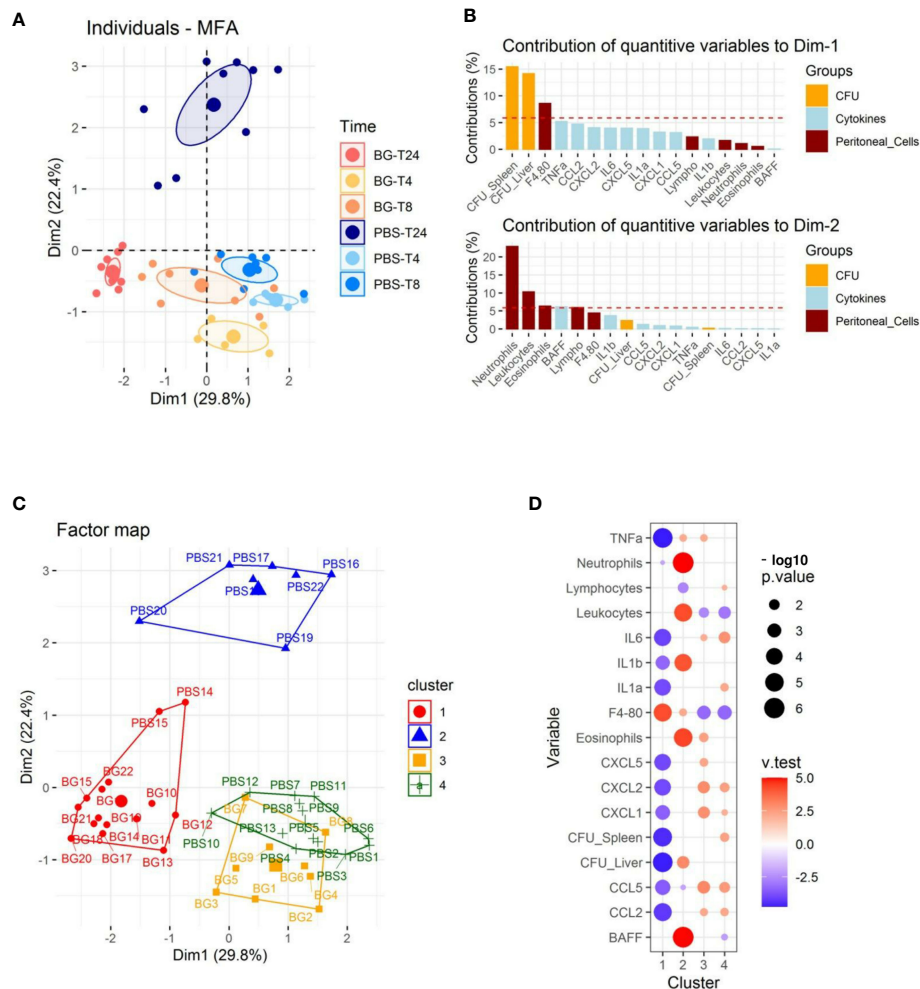 A
Individuals - MFA
3
2
1
0
-1
-2
-1
0
1
2
Dim1 (29.8%)
Dim2 (22.4%)
Time
BG-T24
BG-T4
BG-T8
PBS-T24
PBS-T4
PBS-T8
B
Contribution of quantitive variables to Dim-1
Contributions (%)
15
10
5
0
CFU_Spleen
CFU_Liver
F4.80
TNFa
CCL2
CXCL2
IL6
CXCL5
IL1a
CXCL1
CCL5
Lympho
IL1b
Leukocytes
Neutrophils
Eosinophils
BAFF
Groups
CFU
Cytokines
Peritoneal_Cells
Contribution of quantitive variables to Dim-2
Contributions (%)
20
15
10
5
0
Neutrophils
Leukocytes
Eosinophils
BAFF
Lympho
F4.80
IL1b
CFU_Liver
CCL5
CXCL2
CXCL1
TNFa
CFU_Spleen
IL6
CCL2
CXCL5
IL1a
Groups
CFU
Cytokines
Peritoneal_Cells
C
Factor map
3
2
1
0
-1
-2
-1
0
1
2
Dim1 (29.8%)
Dim2 (22.4%)
PBS21
PBS17
PBS16
PBS22
PBS20
PBS19
PBS14
PBS15
BG22
BG15
BG10
BG21
BG14
BG11
BG12
BG20
BG17
BG13
PBS12
PBS7
PBS11
BG7
PBS8
PBS9
PBS13
PBS5
PBS6
PBS10
BG9
PBS4
PBS2
PBS1
BG5
BG6
PBS3
BG3
BG1
BG4
BG2
cluster
1
2
3
a
4
D
Variable
TNFa
Neutrophils
Lymphocytes
Leukocytes
IL6
IL1b
IL1a
F4-80
Eosinophils
CXCL5
CXCL2
CXCL1
CFU_Spleen
CFU_Liver
CCL5
CCL2
BAFF
1
2
3
4
Cluster
- log10
p.value
2
3
4
5
6
v.test
5.0
2.5
0.0
-2.5